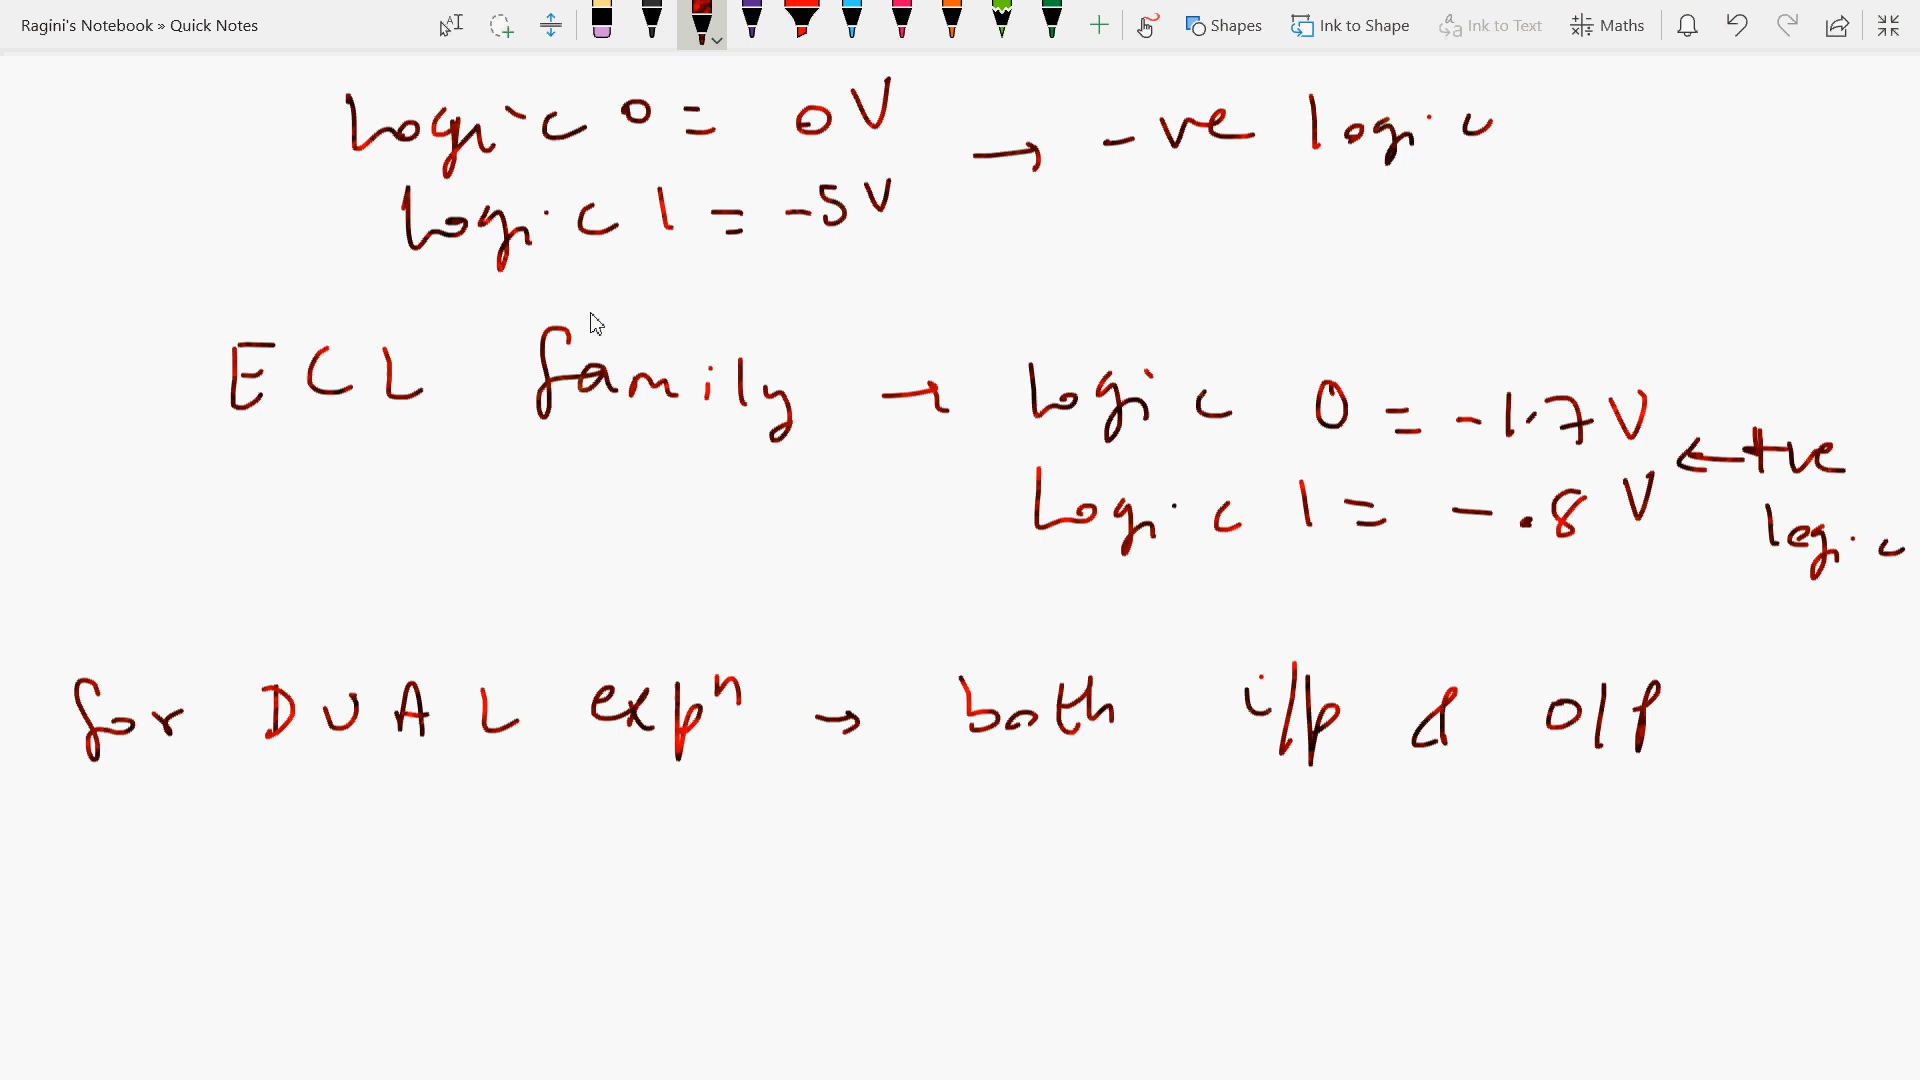 Ragini's Notebook » Quick Notes Shapes Ink to Shape Ink to Text Maths
Logic 0 = 0V → -ve logic
Logic 1 = -5V
ECL family → Logic 0 = -1.7V
Logic 1 = -.8V ← +ve logic
for DUAL expn → both i/p & o/p